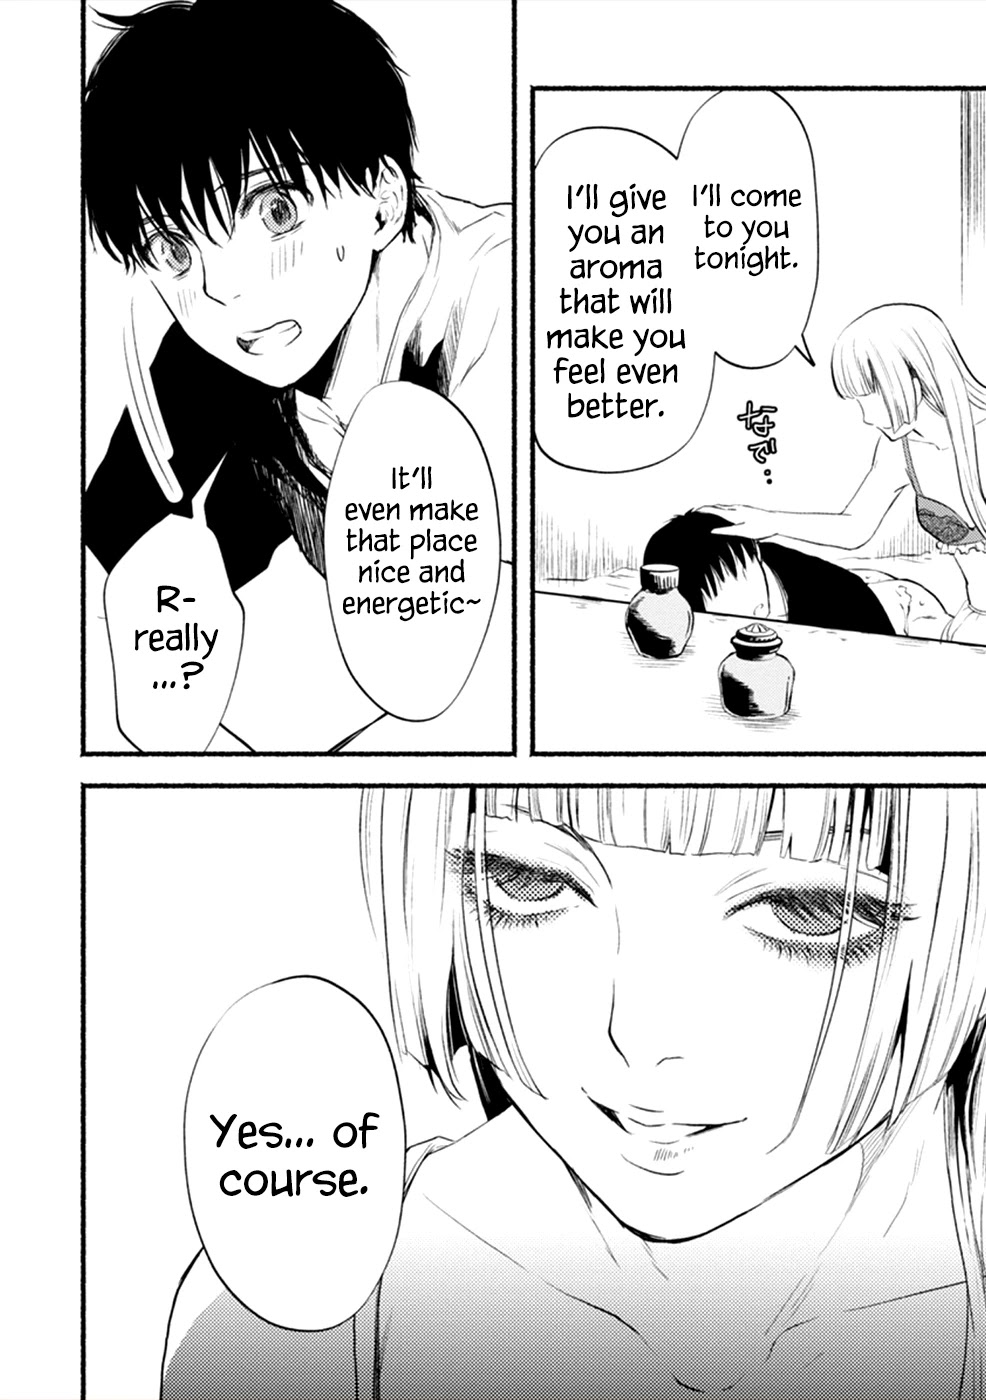 I'll come
to you
tonight.
I'll give
you an
aroma
that will
make you
feel even
better.
なで…
It'll
even make
that place
nice and
energetic~
R-
really
...?
Yes... of
course.